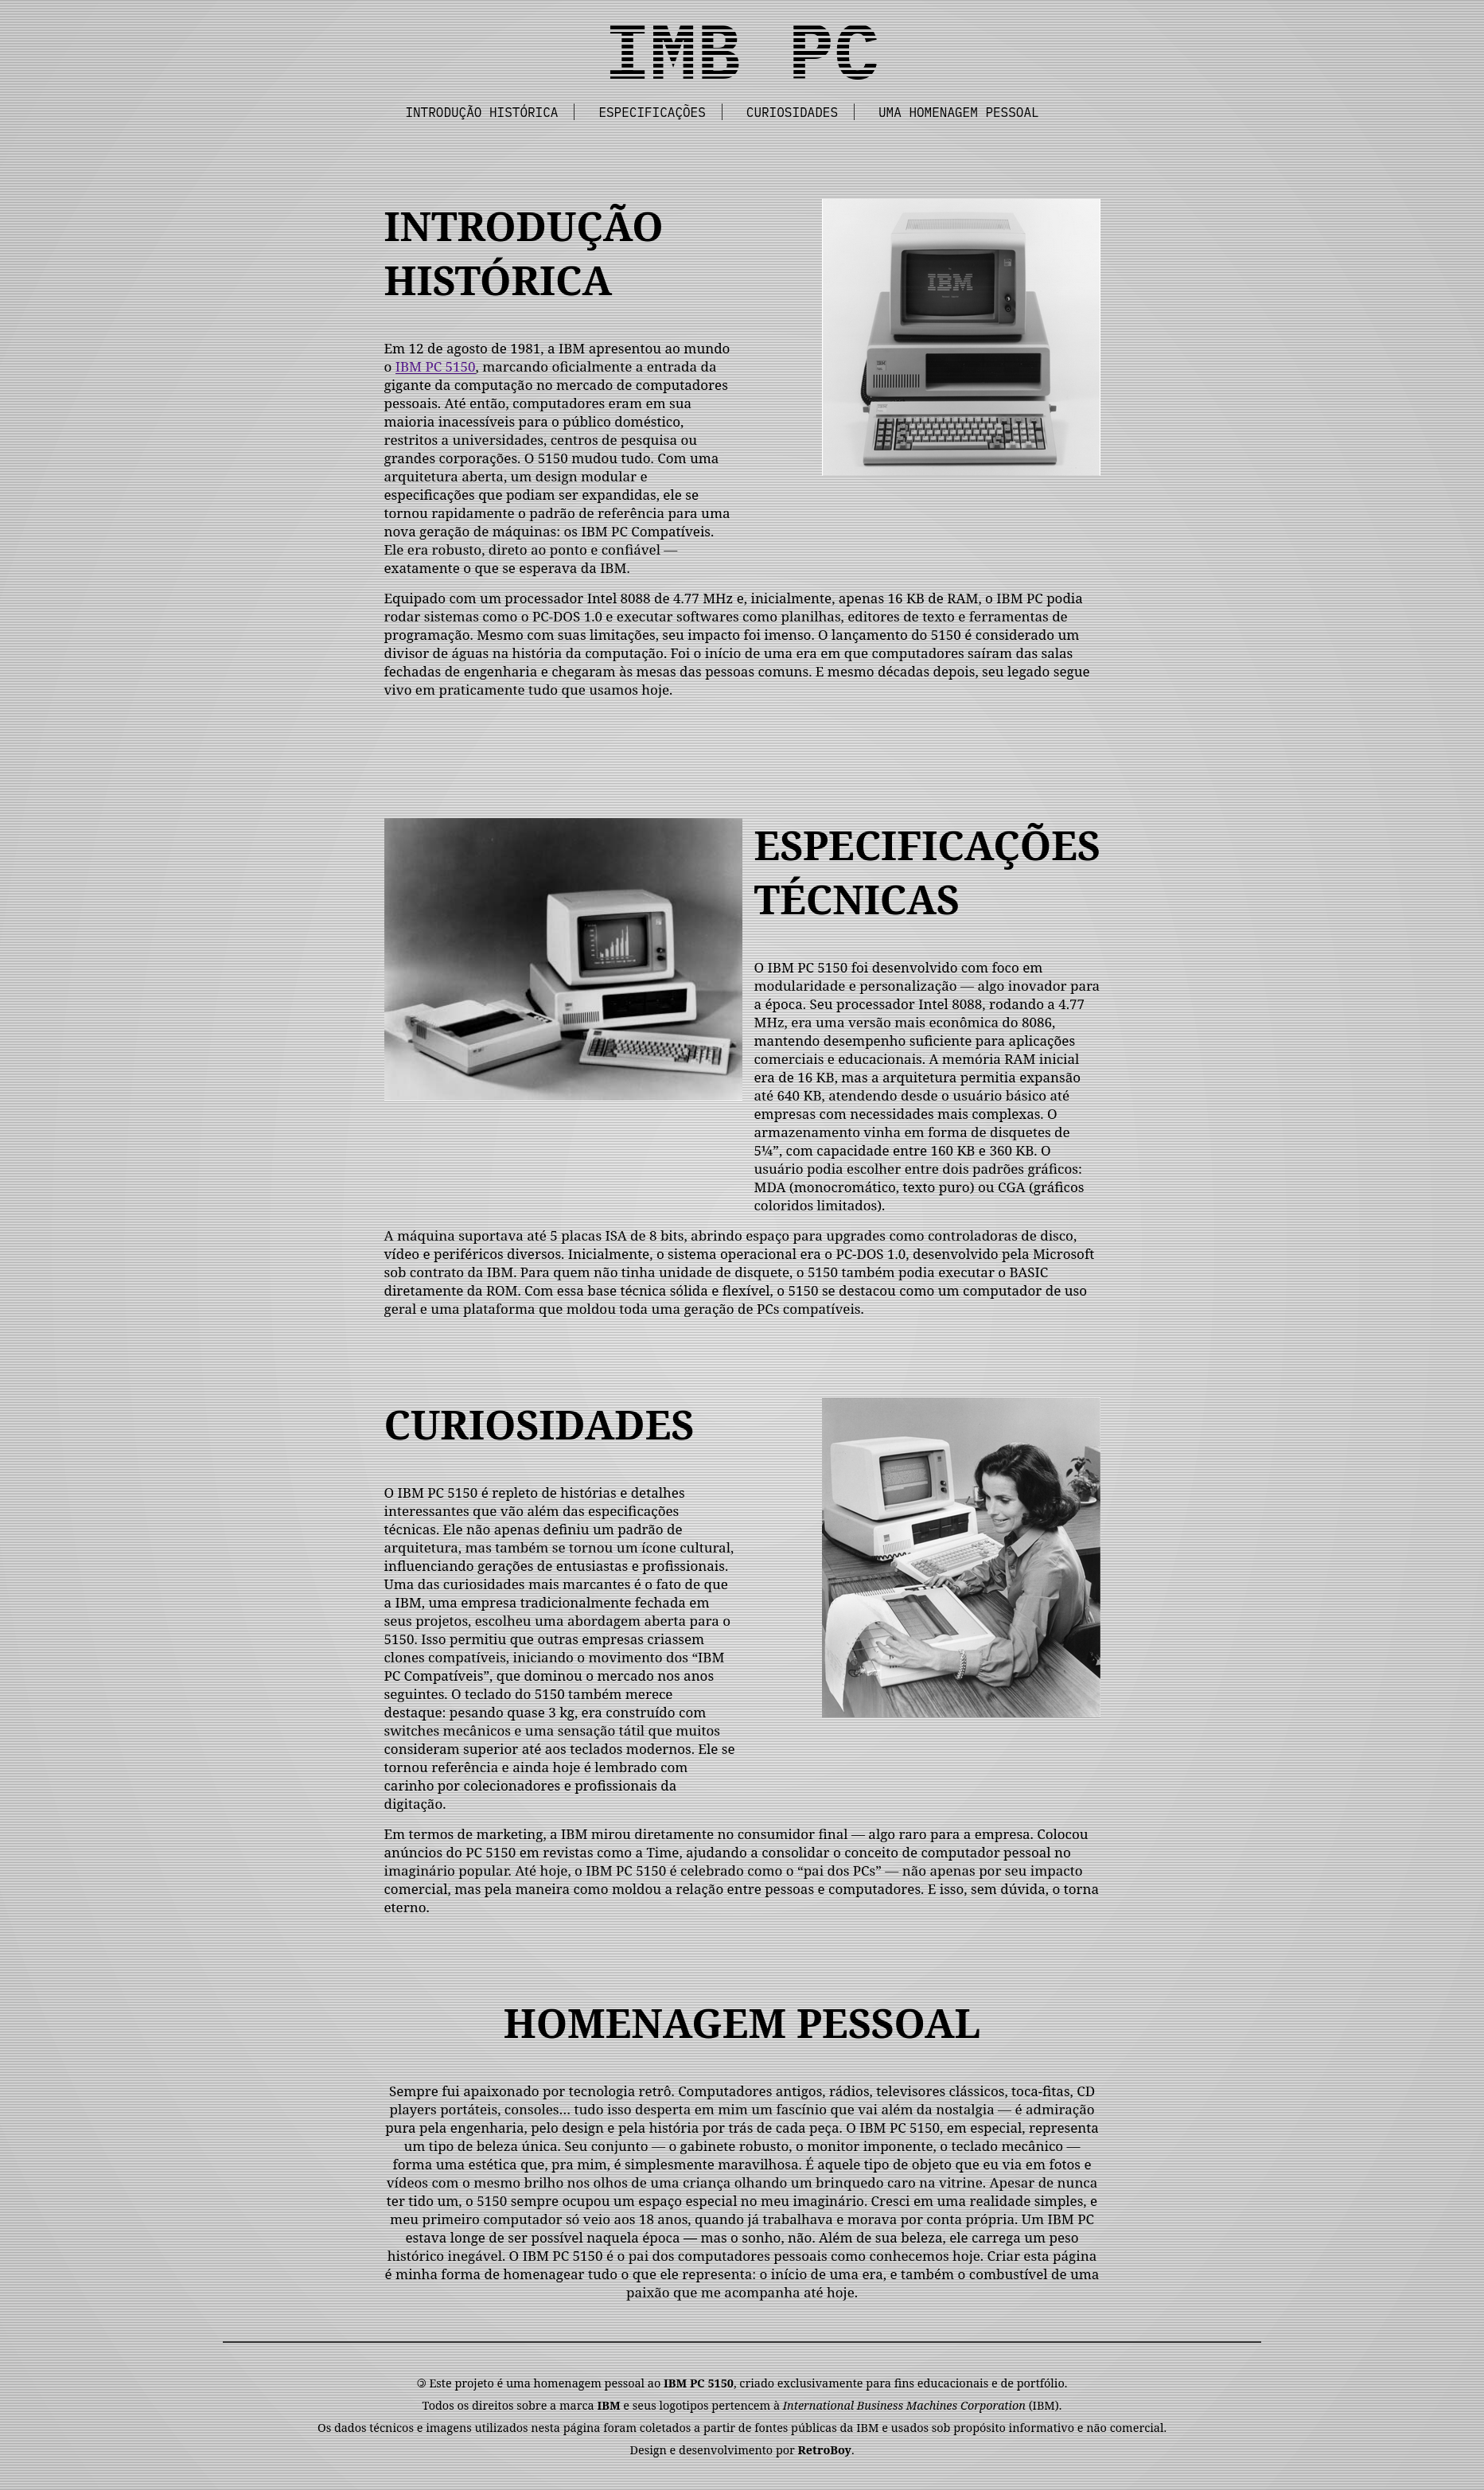 IMB PC
INTRODUÇÃO HISTÓRICA
ESPECIFICAÇÕES
CURIOSIDADES
UMA HOMENAGEM PESSOAL
INTRODUÇÃO
HISTÓRICA
IBM
Em 12 de agosto de 1981, a IBM apresentou ao mundo
o IBM PC 5150, marcando oficialmente a entrada da
gigante da computação no mercado de computadores
pessoais. Até então, computadores eram em sua
maioria inacessíveis para o público doméstico,
restritos a universidades, centros de pesquisa ou
grandes corporações. O 5150 mudou tudo. Com uma
arquitetura aberta, um design modular e
especificações que podiam ser expandidas, ele se
tornou rapidamente o padrão de referência para uma
nova geração de máquinas: os IBM PC Compatíveis.
Ele era robusto, direto ao ponto e confiável —
exatamente o que se esperava da IBM.
Equipado com um processador Intel 8088 de 4.77 MHz e, inicialmente, apenas 16 KB de RAM, o IBM PC podia
rodar sistemas como o PC-DOS 1.0 e executar softwares como planilhas, editores de texto e ferramentas de
programação. Mesmo com suas limitações, seu impacto foi imenso. O lançamento do 5150 é considerado um
divisor de águas na história da computação. Foi o início de uma era em que computadores saíram das salas
fechadas de engenharia e chegaram às mesas das pessoas comuns. E mesmo décadas depois, seu legado segue
vivo em praticamente tudo que usamos hoje.
ESPECIFICAÇÕES
TÉCNICAS
O IBM PC 5150 foi desenvolvido com foco em
modularidade e personalização — algo inovador para
a época. Seu processador Intel 8088, rodando a 4.77
MHz, era uma versão mais econômica do 8086,
mantendo desempenho suficiente para aplicações
comerciais e educacionais. A memória RAM inicial
era de 16 KB, mas a arquitetura permitia expansão
até 640 KB, atendendo desde o usuário básico até
empresas com necessidades mais complexas. O
armazenamento vinha em forma de disquetes de
5¼”, com capacidade entre 160 KB e 360 KB. O
usuário podia escolher entre dois padrões gráficos:
MDA (monocromático, texto puro) ou CGA (gráficos
coloridos limitados).
A máquina suportava até 5 placas ISA de 8 bits, abrindo espaço para upgrades como controladoras de disco,
vídeo e periféricos diversos. Inicialmente, o sistema operacional era o PC-DOS 1.0, desenvolvido pela Microsoft
sob contrato da IBM. Para quem não tinha unidade de disquete, o 5150 também podia executar o BASIC
diretamente da ROM. Com essa base técnica sólida e flexível, o 5150 se destacou como um computador de uso
geral e uma plataforma que moldou toda uma geração de PCs compatíveis.
CURIOSIDADES
O IBM PC 5150 é repleto de histórias e detalhes
interessantes que vão além das especificações
técnicas. Ele não apenas definiu um padrão de
arquitetura, mas também se tornou um ícone cultural,
influenciando gerações de entusiastas e profissionais.
Uma das curiosidades mais marcantes é o fato de que
a IBM, uma empresa tradicionalmente fechada em
seus projetos, escolheu uma abordagem aberta para o
5150. Isso permitiu que outras empresas criassem
clones compatíveis, iniciando o movimento dos “IBM
PC Compatíveis”, que dominou o mercado nos anos
seguintes. O teclado do 5150 também merece
destaque: pesando quase 3 kg, era construído com
switches mecânicos e uma sensação tátil que muitos
consideram superior até aos teclados modernos. Ele se
tornou referência e ainda hoje é lembrado com
carinho por colecionadores e profissionais da
digitação.
Em termos de marketing, a IBM mirou diretamente no consumidor final — algo raro para a empresa. Colocou
anúncios do PC 5150 em revistas como a Time, ajudando a consolidar o conceito de computador pessoal no
imaginário popular. Até hoje, o IBM PC 5150 é celebrado como o “pai dos PCs” — não apenas por seu impacto
comercial, mas pela maneira como moldou a relação entre pessoas e computadores. E isso, sem dúvida, o torna
eterno.
HOMENAGEM PESSOAL
Sempre fui apaixonado por tecnologia retrô. Computadores antigos, rádios, televisores clássicos, toca-fitas, CD
players portáteis, consoles… tudo isso desperta em mim um fascínio que vai além da nostalgia — é admiração
pura pela engenharia, pelo design e pela história por trás de cada peça. O IBM PC 5150, em especial, representa
um tipo de beleza única. Seu conjunto — o gabinete robusto, o monitor imponente, o teclado mecânico —
forma uma estética que, pra mim, é simplesmente maravilhosa. É aquele tipo de objeto que eu via em fotos e
vídeos com o mesmo brilho nos olhos de uma criança olhando um brinquedo caro na vitrine. Apesar de nunca
ter tido um, o 5150 sempre ocupou um espaço especial no meu imaginário. Cresci em uma realidade simples, e
meu primeiro computador só veio aos 18 anos, quando já trabalhava e morava por conta própria. Um IBM PC
estava longe de ser possível naquela época — mas o sonho, não. Além de sua beleza, ele carrega um peso
histórico inegável. O IBM PC 5150 é o pai dos computadores pessoais como conhecemos hoje. Criar esta página
é minha forma de homenagear tudo o que ele representa: o início de uma era, e também o combustível de uma
paixão que me acompanha até hoje.
🄯 Este projeto é uma homenagem pessoal ao IBM PC 5150, criado exclusivamente para fins educacionais e de portfólio.
Todos os direitos sobre a marca IBM e seus logotipos pertencem à International Business Machines Corporation (IBM).
Os dados técnicos e imagens utilizados nesta página foram coletados a partir de fontes públicas da IBM e usados sob propósito informativo e não comercial.
Design e desenvolvimento por RetroBoy.